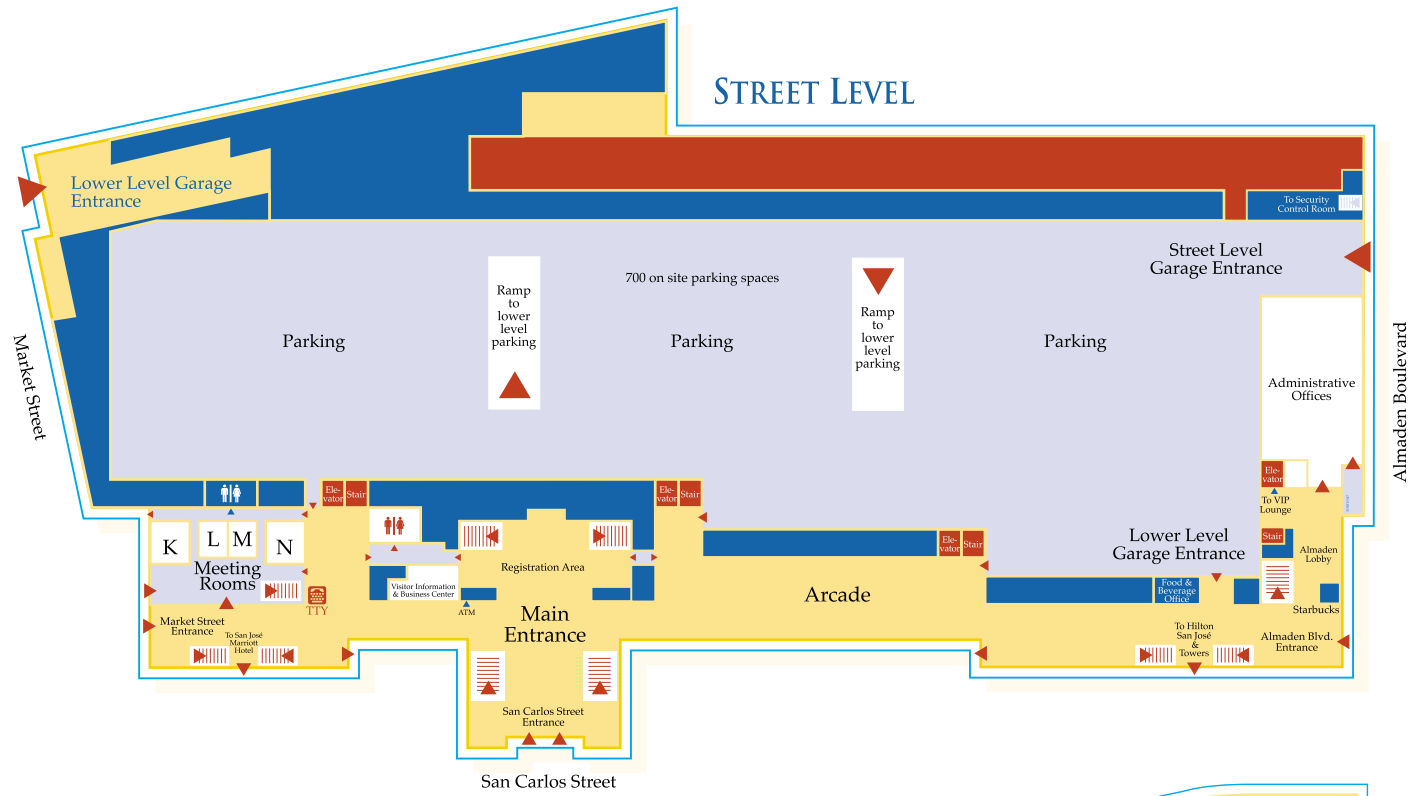 STREET LEVEL
Lower Level Garage
Entrance
To Security
Control Room
Street Level
Garage Entrance
700 on site parking spaces
Ramp
to
lower
level
parking
Ramp
to
lower
level
parking
Parking
Parking
Parking
Administrative
Offices
Market Street
Almaden Boulevard
Ele-
vator
Stair
Ele-
vator
Stair
Ele-
vator
Stair
Ele-
vator
To VIP
Lounge
Stair
Almaden
Lobby
Starbucks
K
L
M
N
Meeting
Rooms
TTY
Registration Area
Visitor Information
& Business Center
ATM
Main
Entrance
Arcade
Lower Level
Garage Entrance
Food &
Beverage
Office
Market Street
Entrance
To San José
Marriott
Hotel
To Hilton
San José
&
Towers
Almaden Blvd.
Entrance
San Carlos Street
Entrance
San Carlos Street